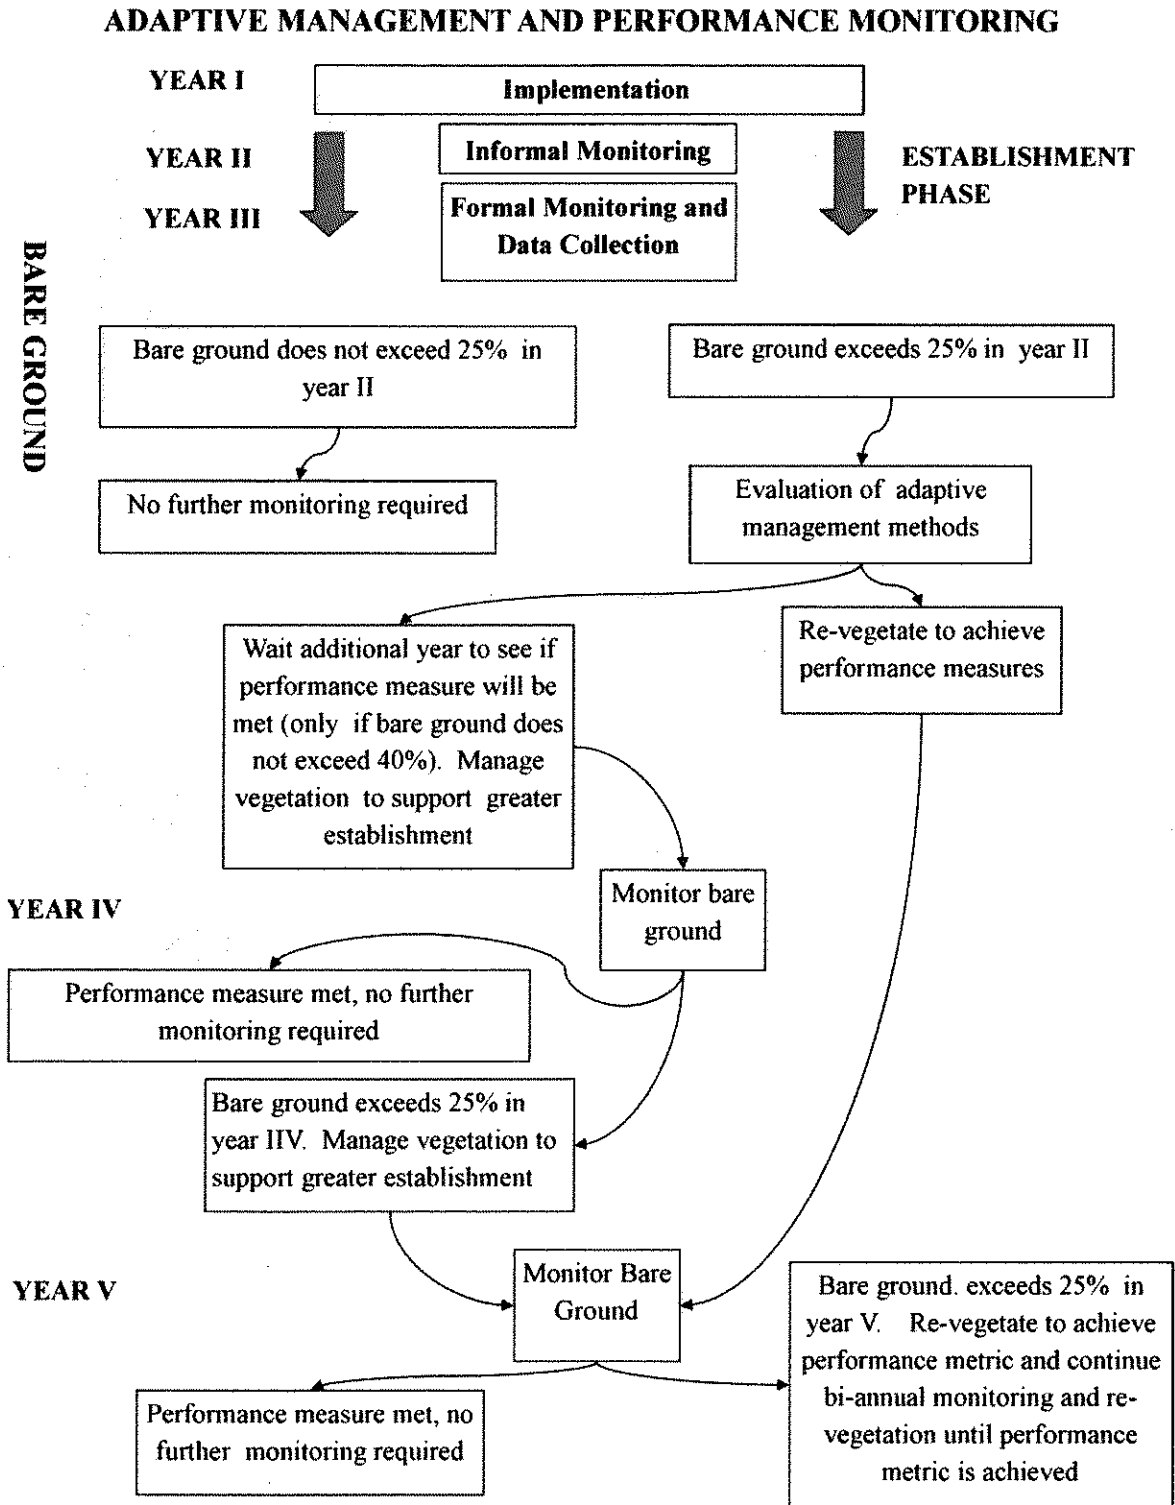 ADAPTIVE MANAGEMENT AND PERFORMANCE MONITORING
YEAR I
Implementation
YEAR II
Informal Monitoring
ESTABLISHMENT
PHASE
YEAR III
Formal Monitoring and
Data Collection
BARE GROUND
Bare ground does not exceed 25% in
year II
Bare ground exceeds 25% in year II
No further monitoring required
Evaluation of adaptive
management methods
Wait additional year to see if
performance measure will be
met (only if bare ground does
not exceed 40%). Manage
vegetation to support greater
establishment
Re-vegetate to achieve
performance measures
YEAR IV
Monitor bare
ground
Performance measure met, no further
monitoring required
Bare ground exceeds 25% in
year IIV. Manage vegetation to
support greater establishment
YEAR V
Monitor Bare
Ground
Bare ground. exceeds 25% in
year V. Re-vegetate to achieve
performance metric and continue
bi-annual monitoring and re-
vegetation until performance
metric is achieved
Performance measure met, no
further monitoring required